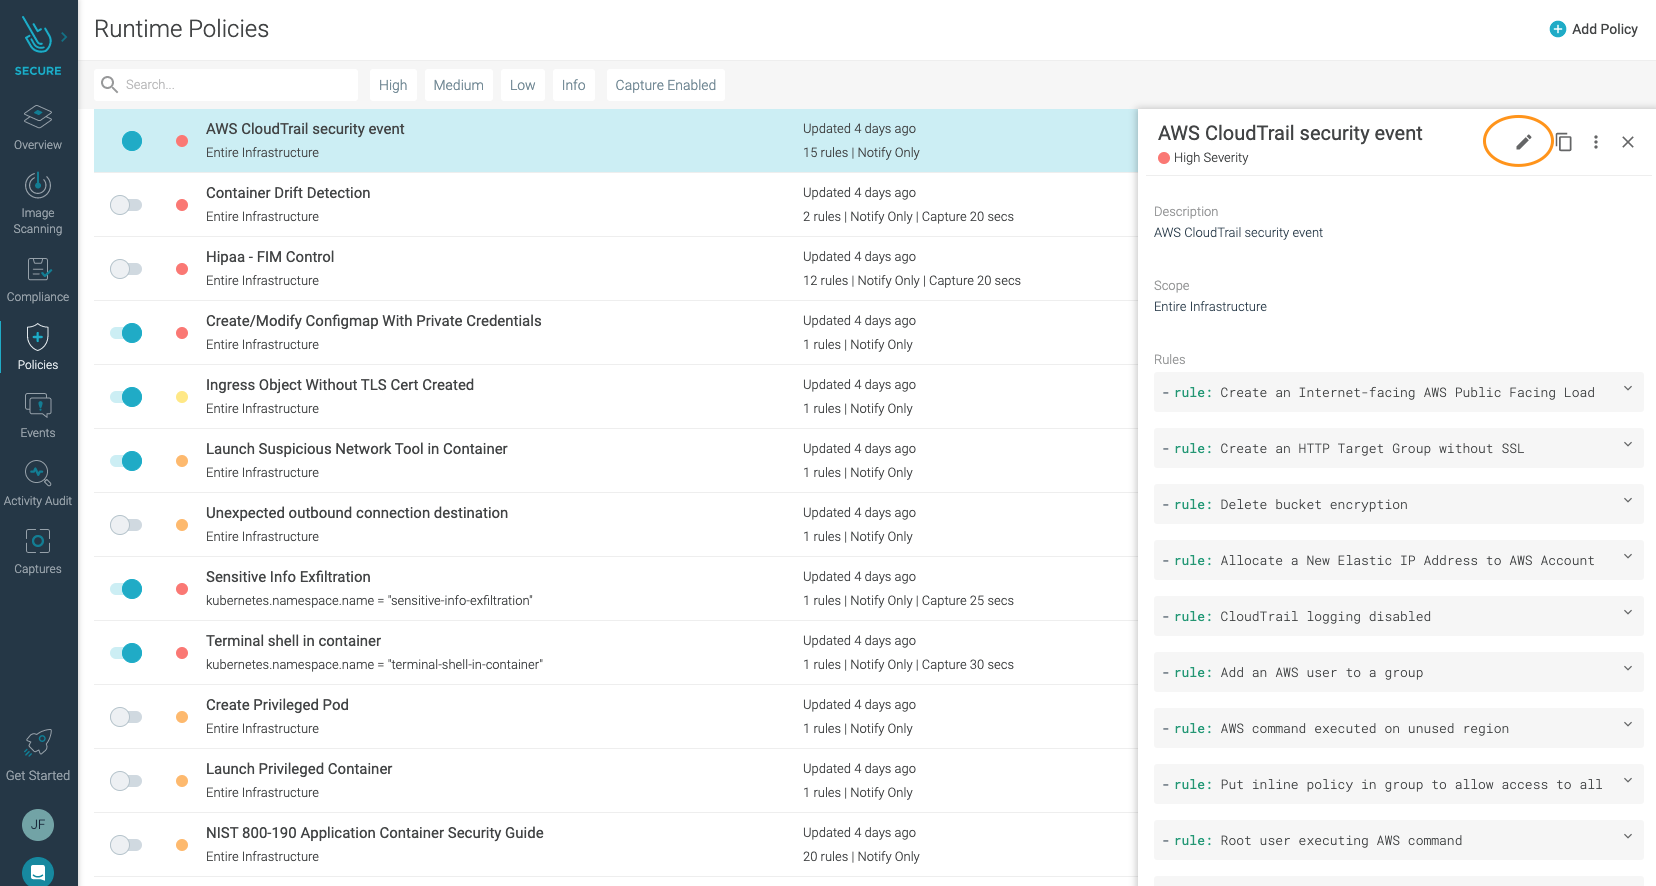 SECURE
Overview
Image
Scanning
Compliance
Policies
Events
Activity Audit
Captures
Get Started
JF
Runtime Policies
Add Policy
Search...
High
Medium
Low
Info
Capture Enabled
AWS CloudTrail security event
Entire Infrastructure
Updated 4 days ago
15 rules | Notify Only
Container Drift Detection
Entire Infrastructure
Updated 4 days ago
2 rules | Notify Only | Capture 20 secs
Hipaa - FIM Control
Entire Infrastructure
Updated 4 days ago
12 rules | Notify Only | Capture 20 secs
Create/Modify Configmap With Private Credentials
Entire Infrastructure
Updated 4 days ago
1 rules | Notify Only
Ingress Object Without TLS Cert Created
Entire Infrastructure
Updated 4 days ago
1 rules | Notify Only
Launch Suspicious Network Tool in Container
Entire Infrastructure
Updated 4 days ago
1 rules | Notify Only
Unexpected outbound connection destination
Entire Infrastructure
Updated 4 days ago
1 rules | Notify Only
Sensitive Info Exfiltration
kubernetes.namespace.name = "sensitive-info-exfiltration"
Updated 4 days ago
1 rules | Notify Only | Capture 25 secs
Terminal shell in container
kubernetes.namespace.name = "terminal-shell-in-container"
Updated 4 days ago
1 rules | Notify Only | Capture 30 secs
Create Privileged Pod
Entire Infrastructure
Updated 4 days ago
1 rules | Notify Only
Launch Privileged Container
Entire Infrastructure
Updated 4 days ago
1 rules | Notify Only
NIST 800-190 Application Container Security Guide
Entire Infrastructure
Updated 4 days ago
20 rules | Notify Only
AWS CloudTrail security event
High Severity
Description
AWS CloudTrail security event
Scope
Entire Infrastructure
Rules
- rule: Create an Internet-facing AWS Public Facing Load
- rule: Create an HTTP Target Group without SSL
- rule: Delete bucket encryption
- rule: Allocate a New Elastic IP Address to AWS Account
- rule: CloudTrail logging disabled
- rule: Add an AWS user to a group
- rule: AWS command executed on unused region
- rule: Put inline policy in group to allow access to all
- rule: Root user executing AWS command